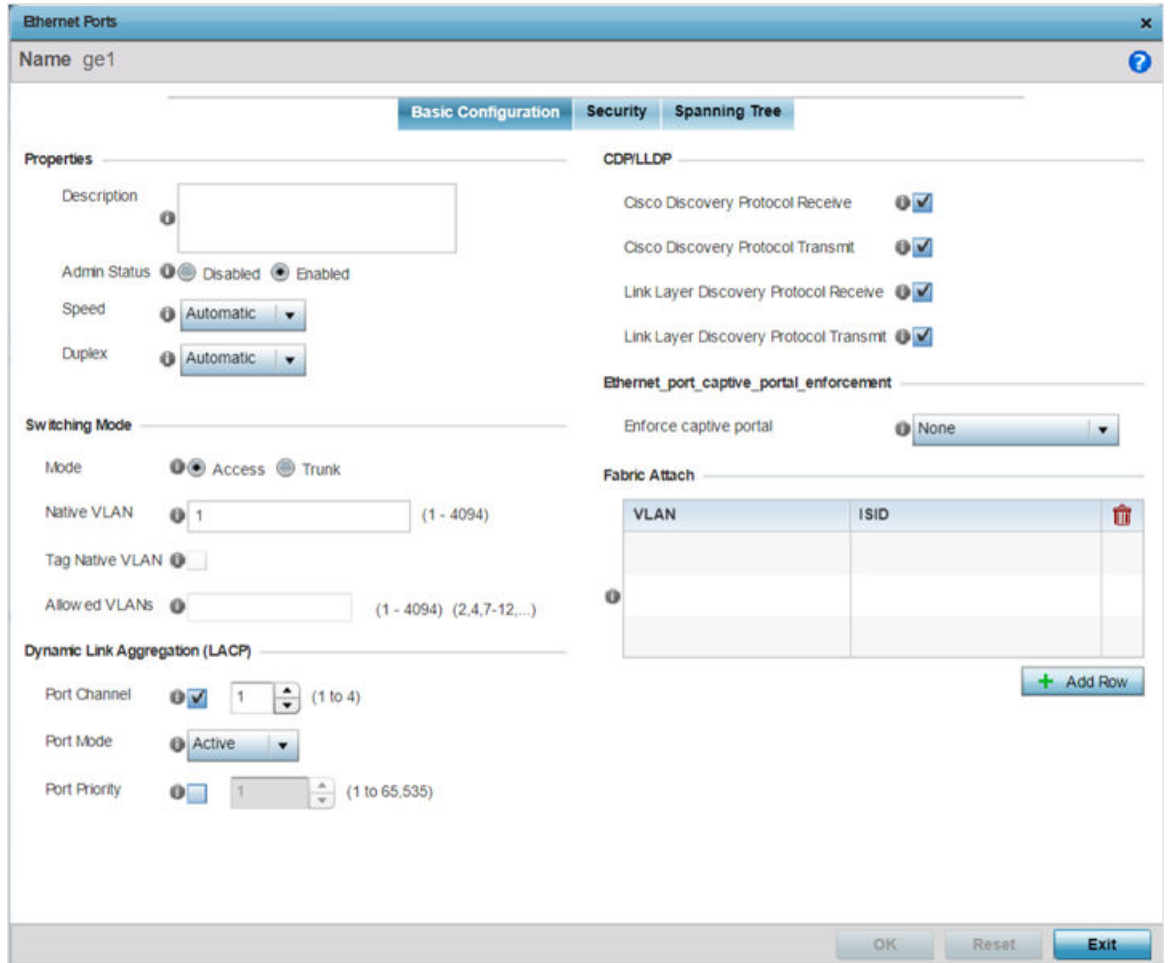 Ethernet Ports
Name ge1
Basic Configuration
Security
Spanning Tree
Properties
Description
Admin Status Disabled Enabled
Speed Automatic
Duplex Automatic
Switching Mode
Mode Access Trunk
Native VLAN 1 (1 - 4094)
Tag Native VLAN
Allowed VLANs (1 - 4094) (2,4,7-12,...)
Dynamic Link Aggregation (LACP)
Port Channel 1 (1 to 4)
Port Mode Active
Port Priority 1 (1 to 65,535)
CDP/LLDP
Cisco Discovery Protocol Receive
Cisco Discovery Protocol Transmit
Link Layer Discovery Protocol Receive
Link Layer Discovery Protocol Transmit
Ethernet_port_captive_portal_enforcement
Enforce captive portal None
Fabric Attach
VLAN ISID
Add Row
OK Reset Exit